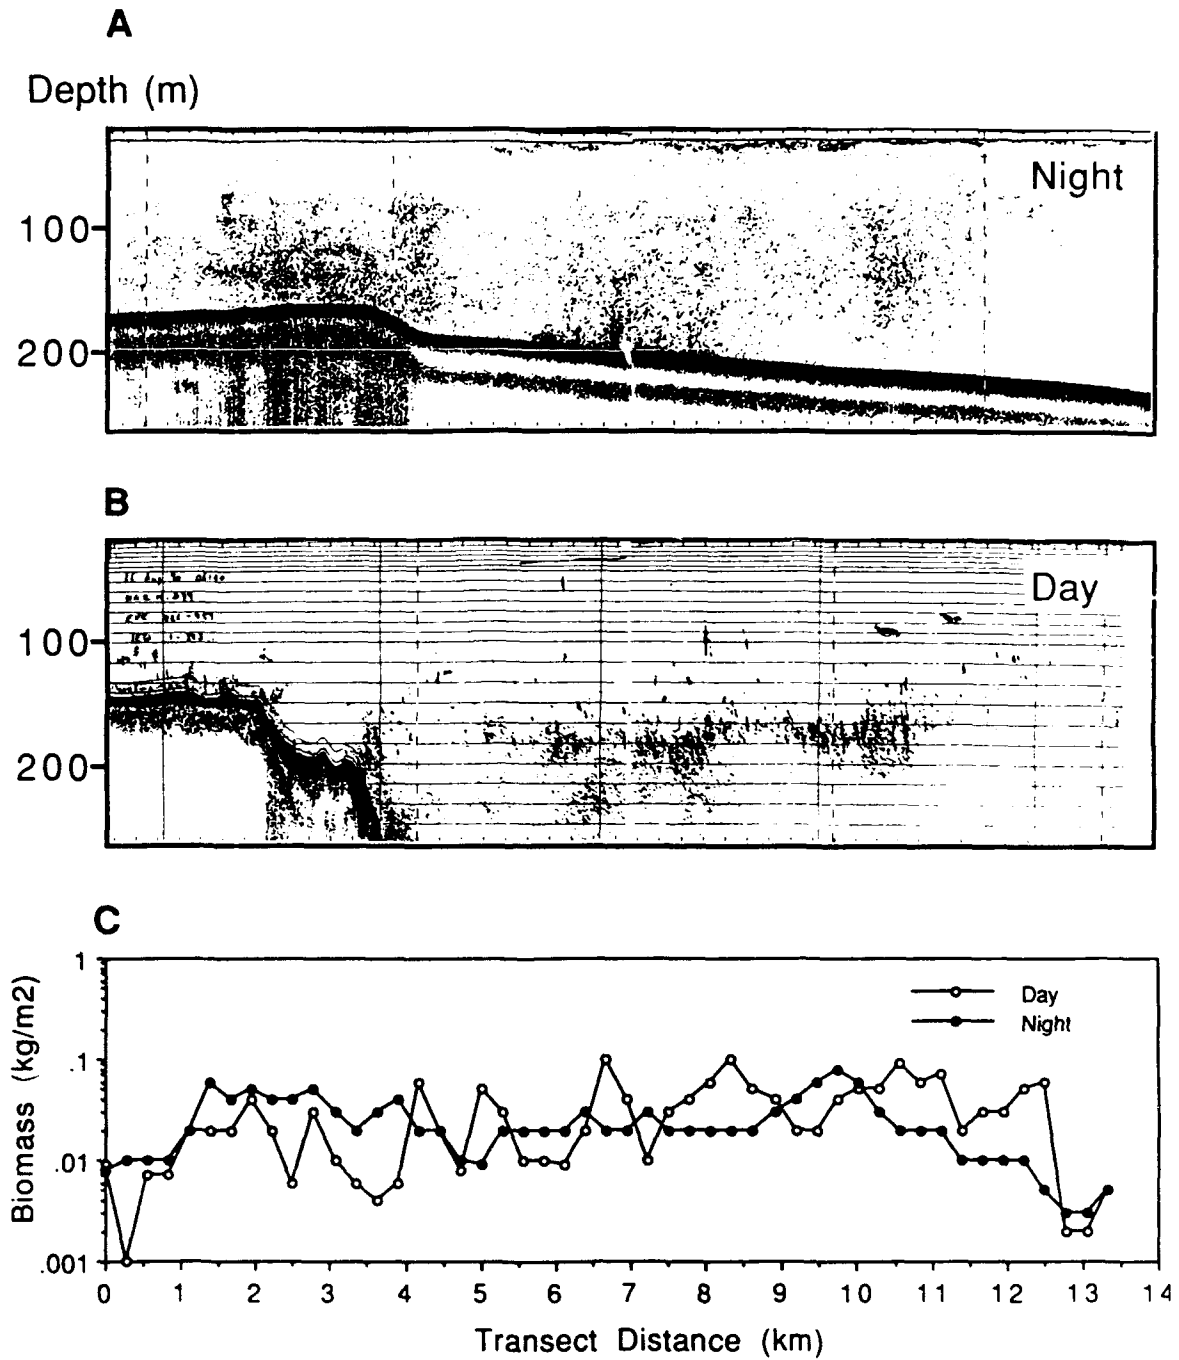 A
Depth (m)
Night
100
200
B
Day
100
200
C
Biomass (kg/m2)
1
.1
.01
.001
Day
Night
0 1 2 3 4 5 6 7 8 9 10 11 12 13 14
Transect Distance (km)